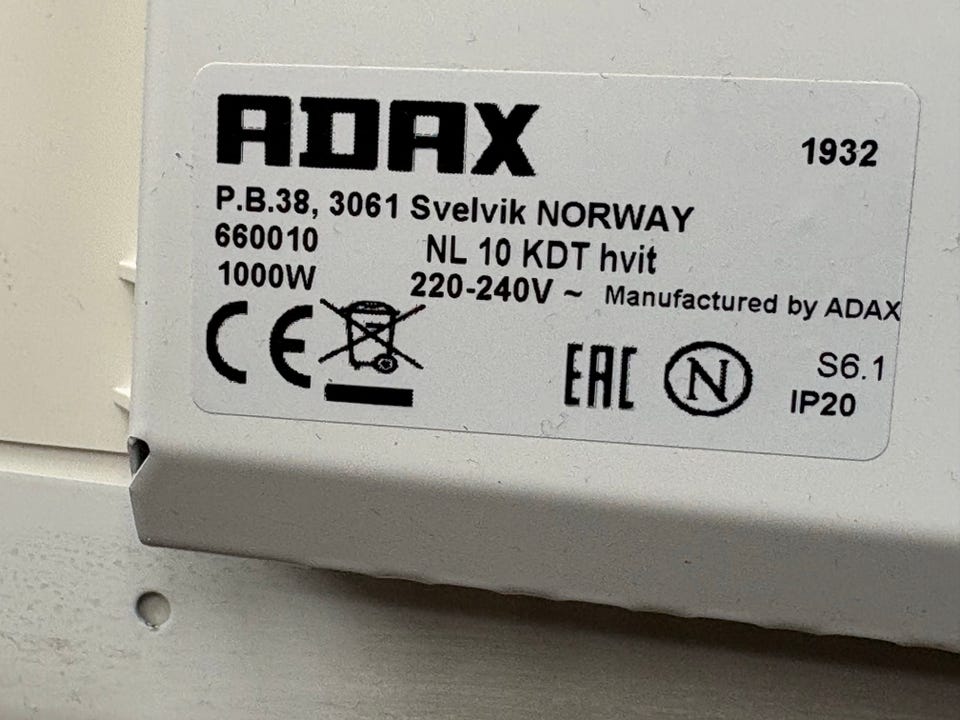 ADAX
1932
P.B.38, 3061 Svelvik NORWAY
660010 NL 10 KDT hvit
1000W 220-240V ~ Manufactured by ADAX
CE EAC N S6.1
IP20